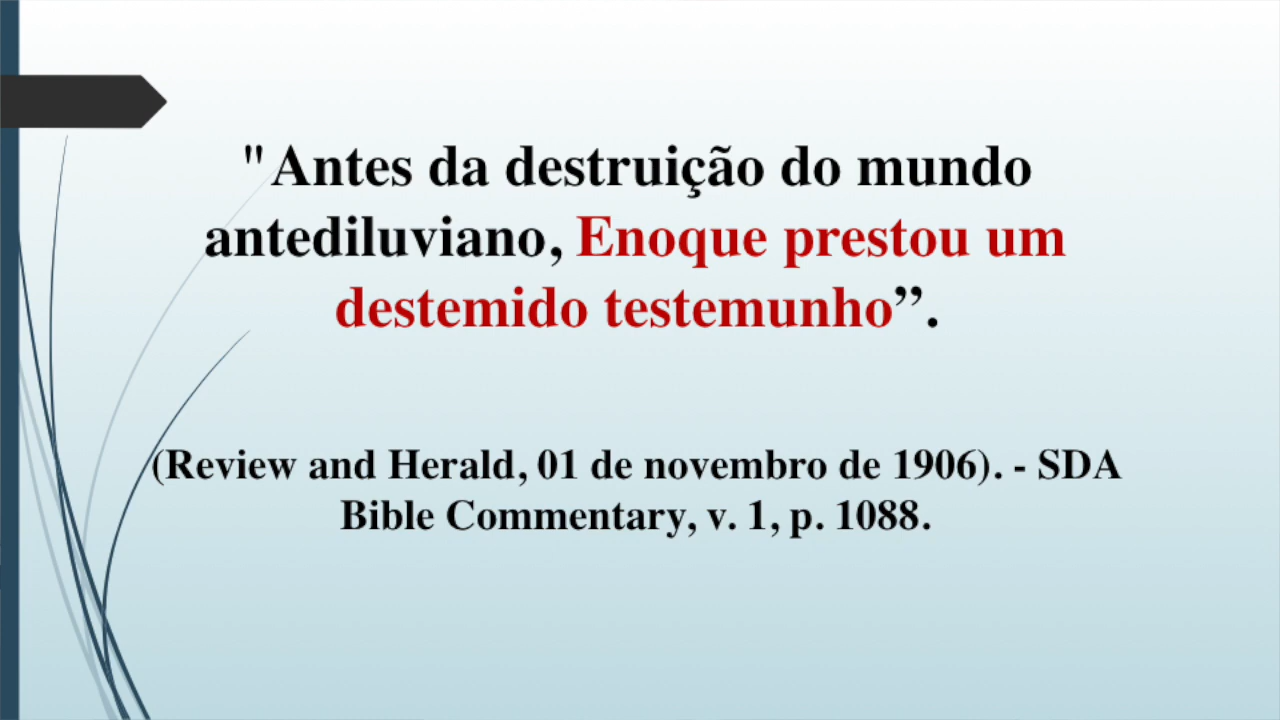 "Antes da destruição do mundo
antediluviano, Enoque prestou um
destemido testemunho”.
(Review and Herald, 01 de novembro de 1906). - SDA
Bible Commentary, v. 1, p. 1088.